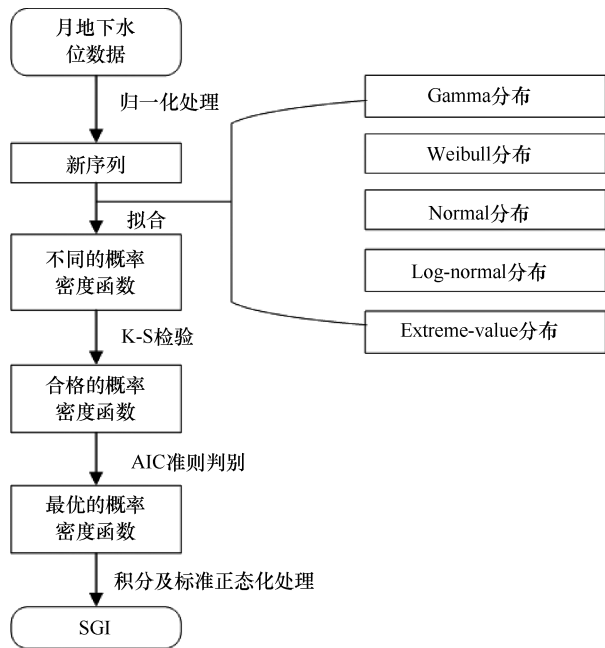 月地下水
位数据
归一化处理
新序列
拟合
不同的概率
密度函数
K-S检验
合格的概率
密度函数
AIC准则判别
最优的概率
密度函数
积分及标准正态化处理
SGI
Gamma分布
Weibull分布
Normal分布
Log-normal分布
Extreme-value分布